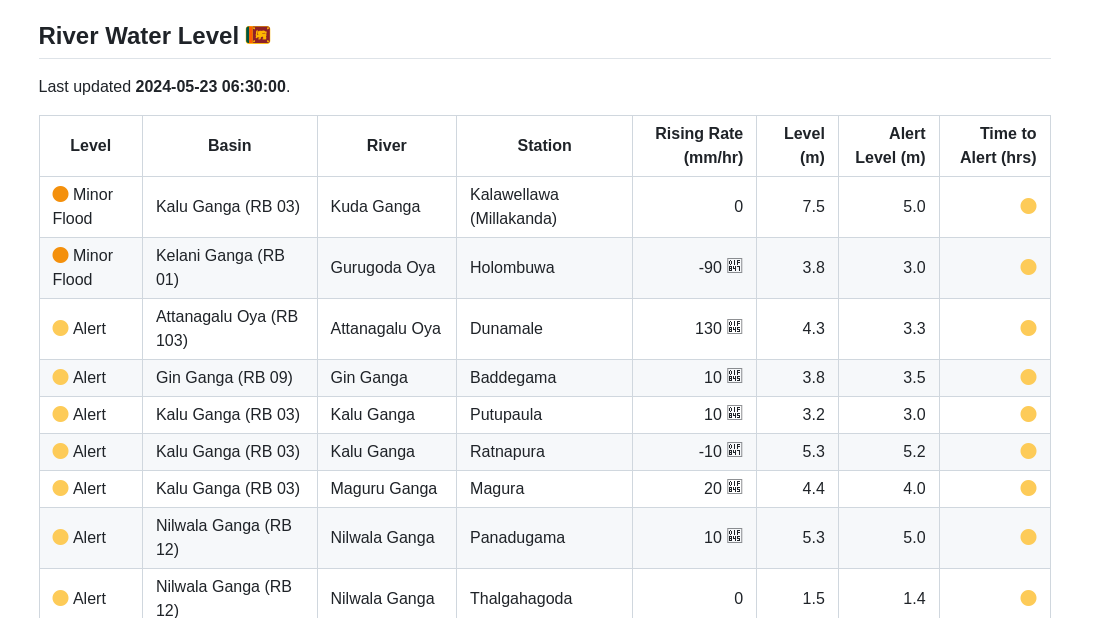 River Water Level 🇱🇰
Last updated 2024-05-23 06:30:00.
Level Basin River Station Rising Rate (mm/hr) Level (m) Alert Level (m) Time to Alert (hrs)
🟠 Minor Flood Kalu Ganga (RB 03) Kuda Ganga Kalawellawa (Millakanda) 0 7.5 5.0 🟡
🟠 Minor Flood Kelani Ganga (RB 01) Gurugoda Oya Holombuwa -90 🡇 3.8 3.0 🟡
🟡 Alert Attanagalu Oya (RB 103) Attanagalu Oya Dunamale 130 🡅 4.3 3.3 🟡
🟡 Alert Gin Ganga (RB 09) Gin Ganga Baddegama 10 🡅 3.8 3.5 🟡
🟡 Alert Kalu Ganga (RB 03) Kalu Ganga Putupaula 10 🡅 3.2 3.0 🟡
🟡 Alert Kalu Ganga (RB 03) Kalu Ganga Ratnapura -10 🡇 5.3 5.2 🟡
🟡 Alert Kalu Ganga (RB 03) Maguru Ganga Magura 20 🡅 4.4 4.0 🟡
🟡 Alert Nilwala Ganga (RB 12) Nilwala Ganga Panadugama 10 🡅 5.3 5.0 🟡
🟡 Alert Nilwala Ganga (RB 12) Nilwala Ganga Thalgahagoda 0 1.5 1.4 🟡